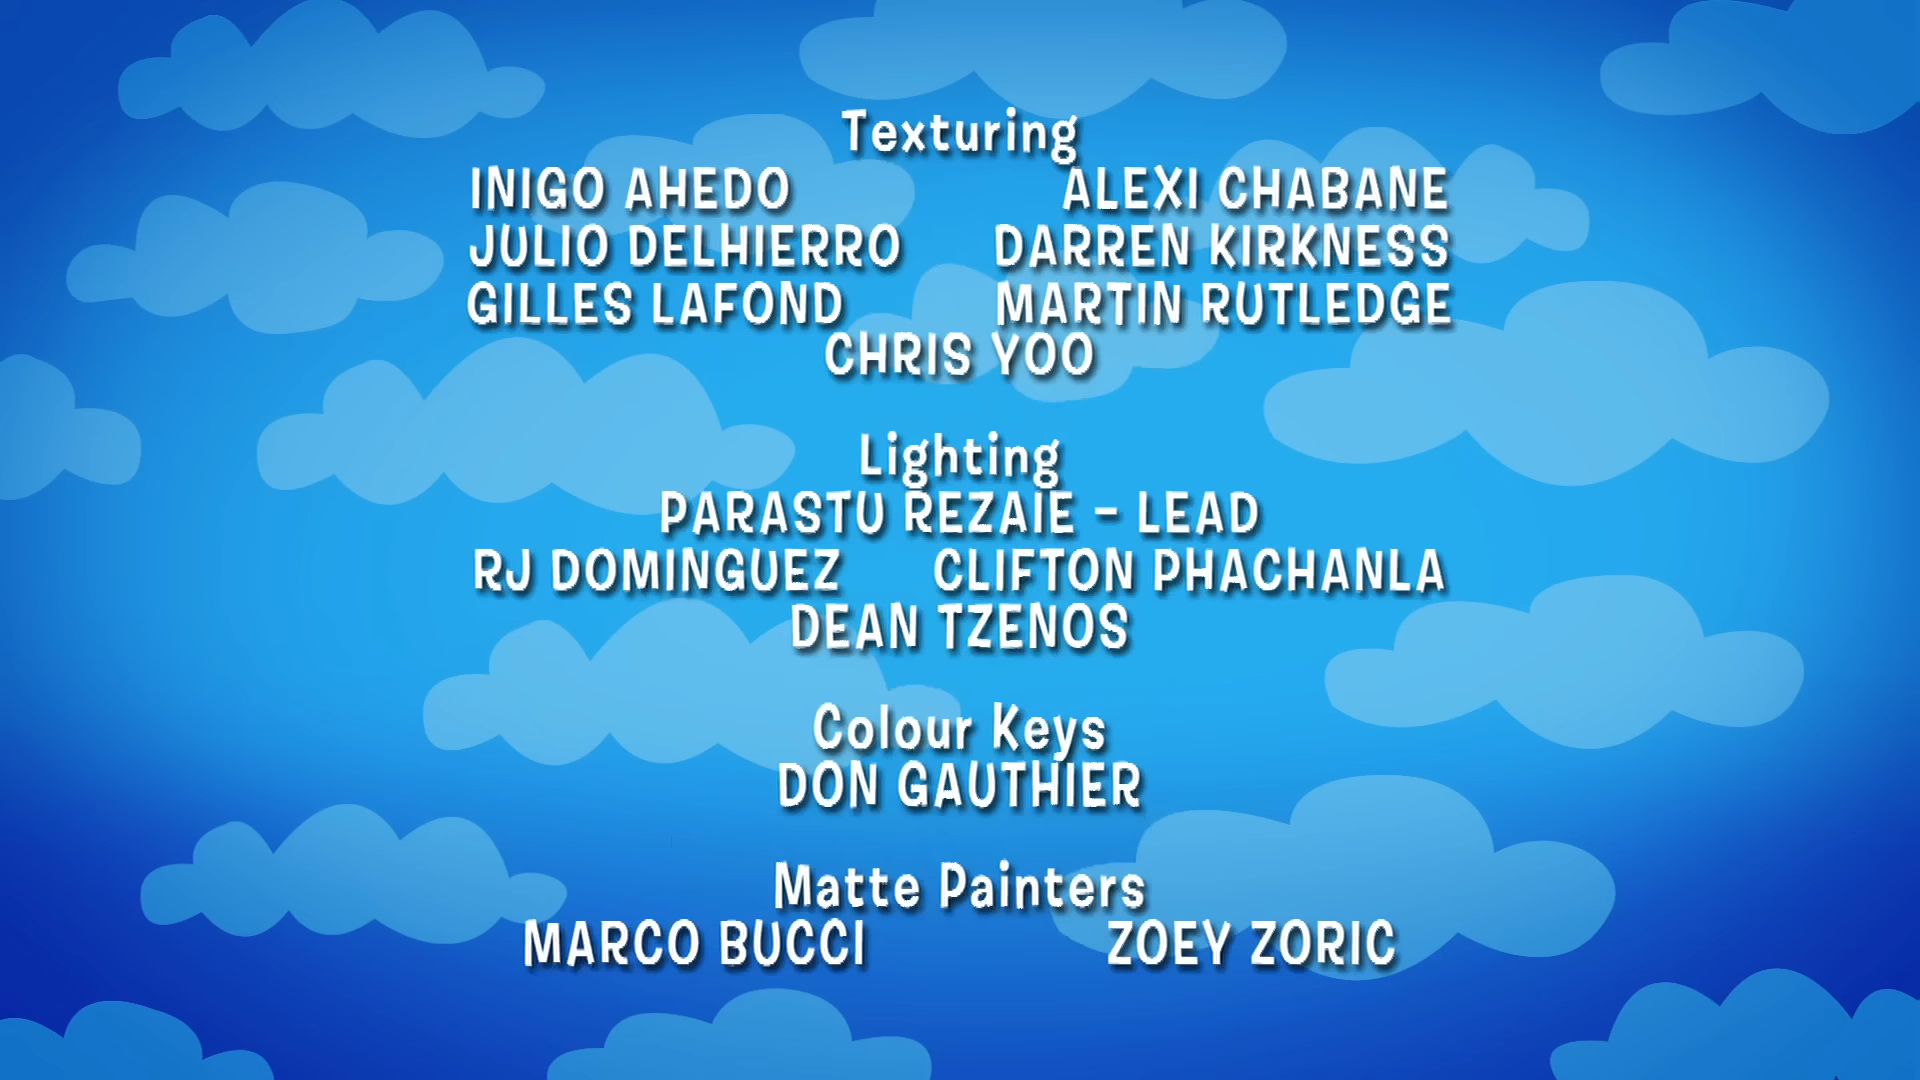 Texturing
INIGO AHEDO ALEXI CHABANE
JULIO DELHIERRO DARREN KIRKNESS
GILLES LAFOND MARTIN RUTLEDGE
CHRIS YOO
Lighting
PARASTU REZAIE - LEAD
RJ DOMINGUEZ CLIFTON PHACHANLA
DEAN TZENOS
Colour Keys
DON GAUTHIER
Matte Painters
MARCO BUCCI ZOEY ZORIC